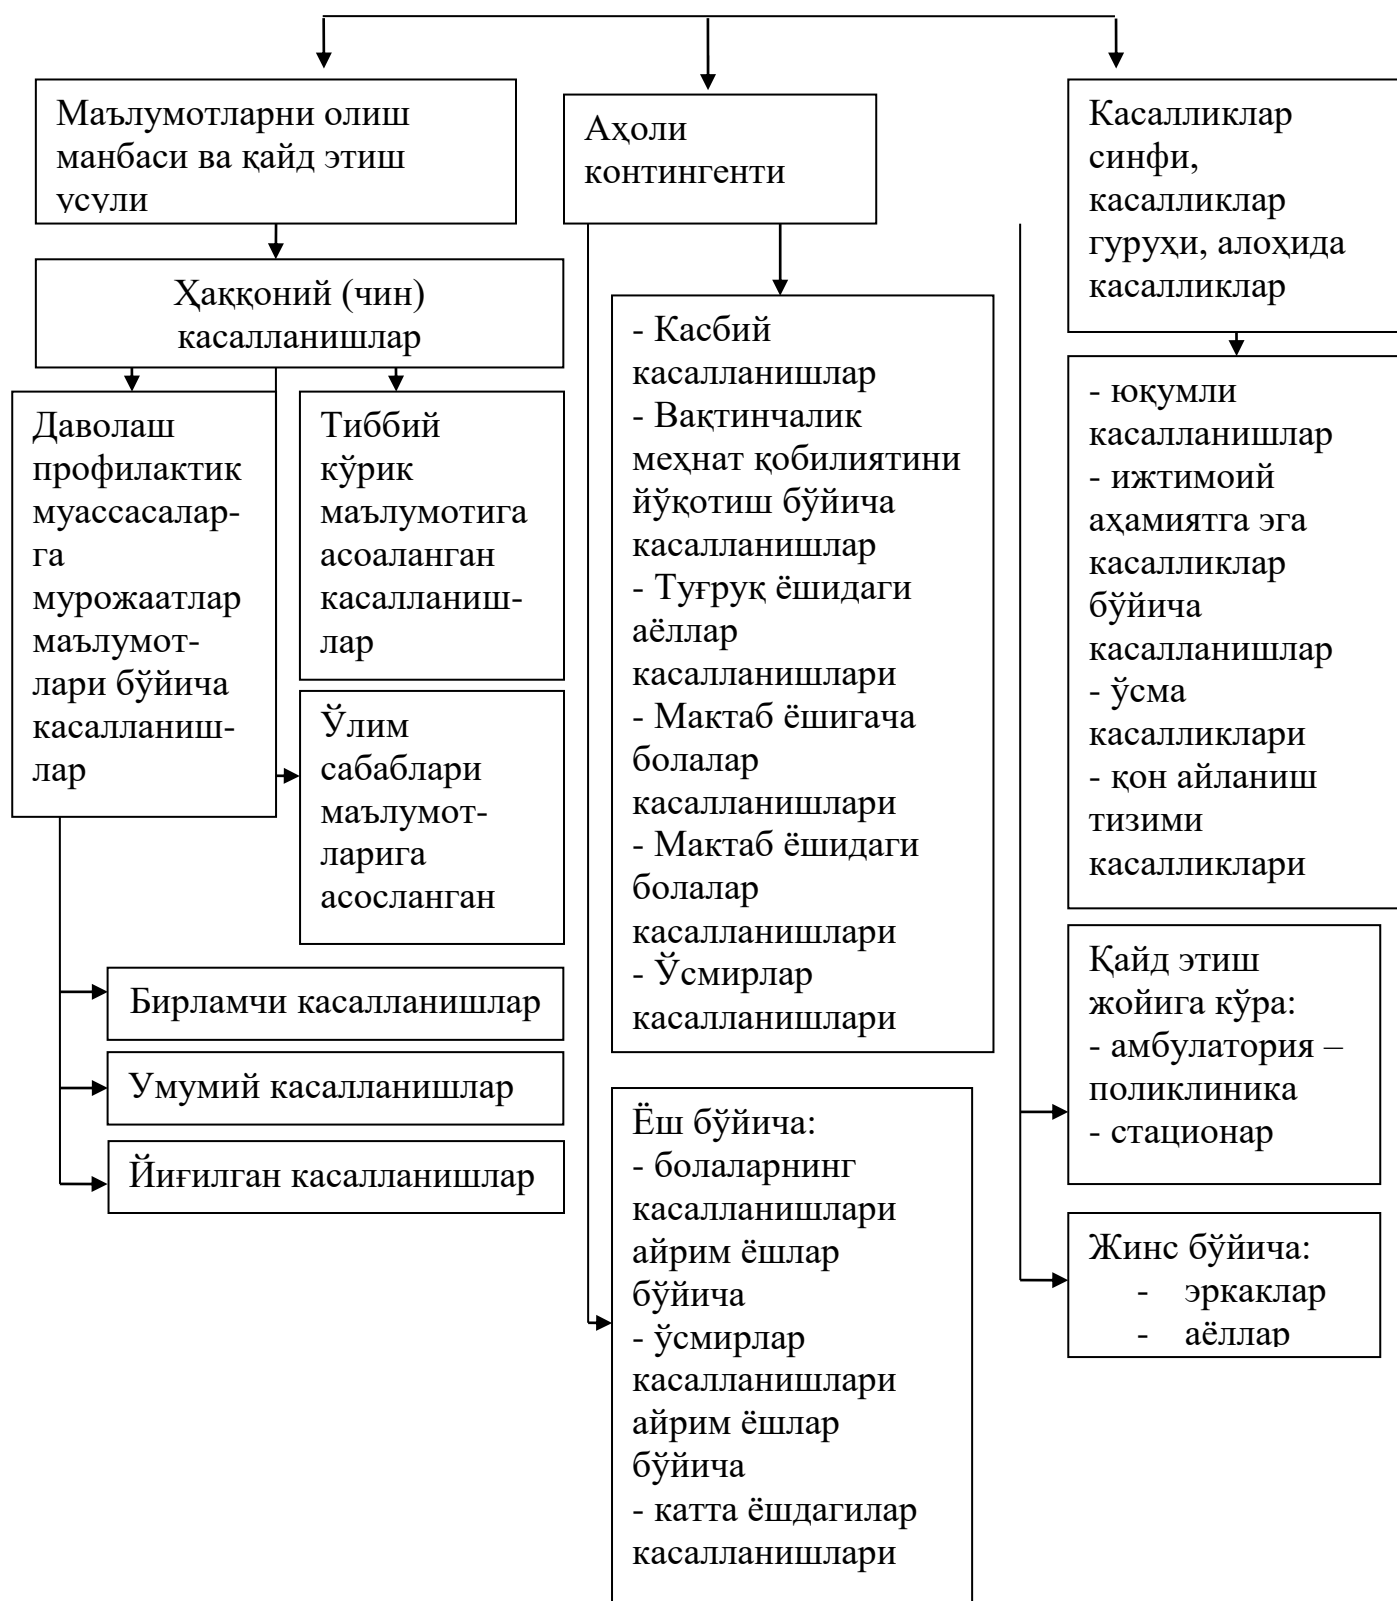 Маълумотларни олиш
манбаси ва қайд этиш
усули
Ҳаққоний (чин)
касалланишлар
Даволаш
профилактик
муассасалар-
га
мурожаатлар
маълумот-
лари бўйича
касалланиш-
лар
Тиббий
кўрик
маълумотига
асоаланган
касалланиш-
лар
Ўлим
сабаблари
маълумот-
ларига
асосланган
Бирламчи касалланишлар
Умумий касалланишлар
Йиғилган касалланишлар
Аҳоли
контингенти
- Касбий
касалланишлар
- Вақтинчалик
меҳнат қобилиятини
йўқотиш бўйича
касалланишлар
- Туғруқ ёшидаги
аёллар
касалланишлари
- Мактаб ёшигача
болалар
касалланишлари
- Мактаб ёшидаги
болалар
касалланишлари
- Ўсмирлар
касалланишлари
Ёш бўйича:
- болаларнинг
касалланишлари
айрим ёшлар
бўйича
- ўсмирлар
касалланишлари
айрим ёшлар
бўйича
- катта ёшдагилар
касалланишлари
Касалликлар
синфи,
касалликлар
гуруҳи, алоҳида
касалликлар
- юқумли
касалланишлар
- ижтимоий
аҳамиятга эга
касалликлар
бўйича
касалланишлар
- ўсма
касалликлари
- қон айланиш
тизими
касалликлари
Қайд этиш
жойига кўра:
- амбулатория –
поликлиника
- стационар
Жинс бўйича:
- эркаклар
- аёллар